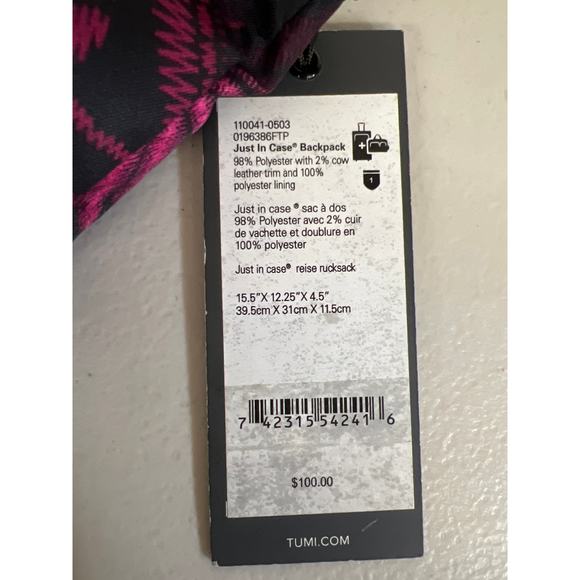 110041-0503
0196386FTP
Just In Case® Backpack
98% Polyester with 2% cow
leather trim and 100%
polyester lining
1
Just in case ® sac à dos
98% Polyester avec 2% cuir
de vachette et doublure en
100% polyester
Just in case® reise rucksack
15.5"X 12.25"X 4.5"
39.5cm X 31cm X 11.5cm
7 42315 54241 6
$100.00
TUMI.COM